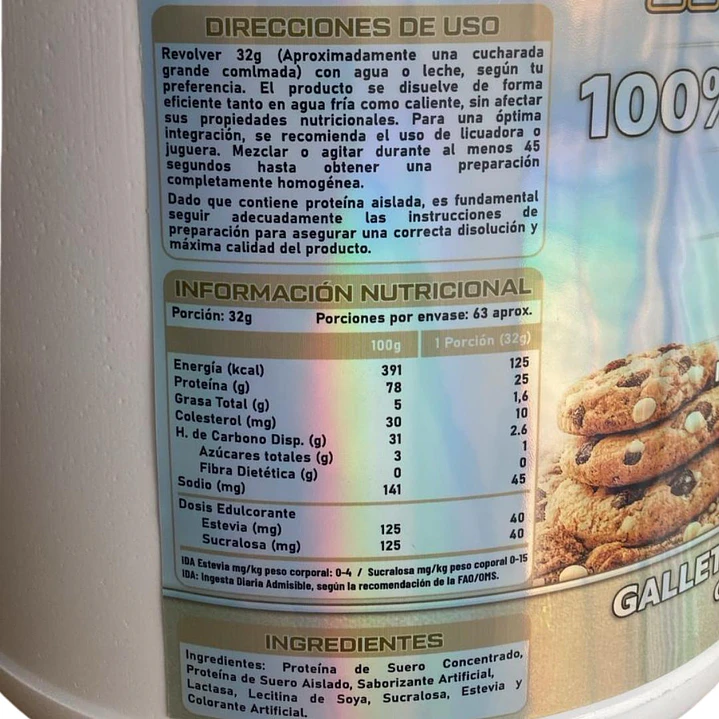 DIRECCIONES DE USO
Revolver 32g (Aproximadamente una cucharada
grande comlmada) con agua o leche, según tu
preferencia. El producto se disuelve de forma
eficiente tanto en agua fría como caliente, sin afectar
sus propiedades nutricionales. Para una óptima
integración, se recomienda el uso de licuadora o
juguera. Mezclar o agitar durante al menos 45
segundos hasta obtener una preparación
completamente homogénea.
Dado que contiene proteína aislada, es fundamental
seguir adecuadamente las instrucciones de
preparación para asegurar una correcta disolución y
máxima calidad del producto.
100%
INFORMACIÓN NUTRICIONAL
Porción: 32g Porciones por envase: 63 aprox.
100g 1 Porción (32g)
Energía (kcal) 391 125
Proteína (g) 78 25
Grasa Total (g) 5 1,6
Colesterol (mg) 30 10
H. de Carbono Disp. (g) 31 2.6
Azúcares totales (g) 3 1
Fibra Dietética (g) 0 0
Sodio (mg) 141 45
Dosis Edulcorante
Estevia (mg) 125 40
Sucralosa (mg) 125 40
IDA Estevia mg/kg peso corporal: 0-4 / Sucralosa mg/kg peso coporal 0-15
IDA: Ingesta Diaria Admisible, según la recomendación de la FAO/OMS.
GALLET
INGREDIENTES
Ingredientes: Proteína de Suero Concentrado,
Proteína de Suero Aislado, Saborizante Artificial,
Lactasa, Lecitina de Soya, Sucralosa, Estevia y
Colorante Artificial.